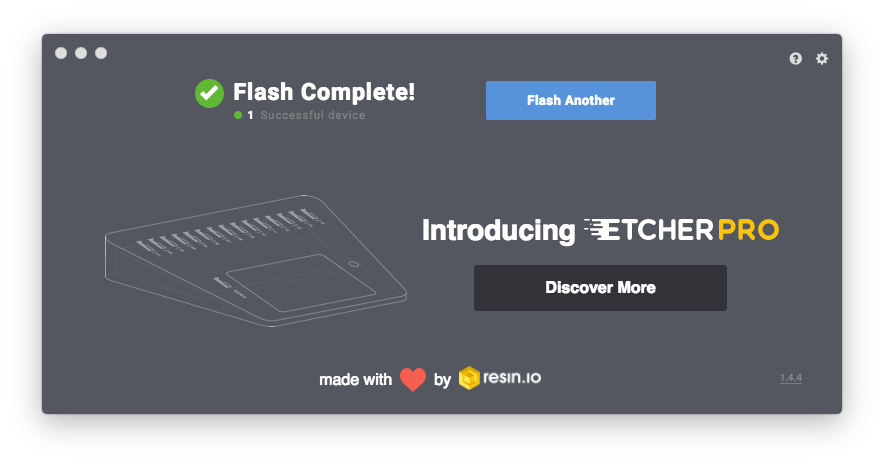 Flash Complete!
1 Successful device
Flash Another
Introducing ETCHER PRO
Discover More
made with by resin.io
1.4.4